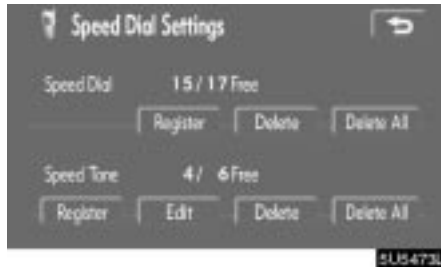 Speed Dial Settings
Speed Dial 15/17 Free
Register Delete Delete All
Speed Tone 4/ 6 Free
Register Edit Delete Delete All
5U5473L